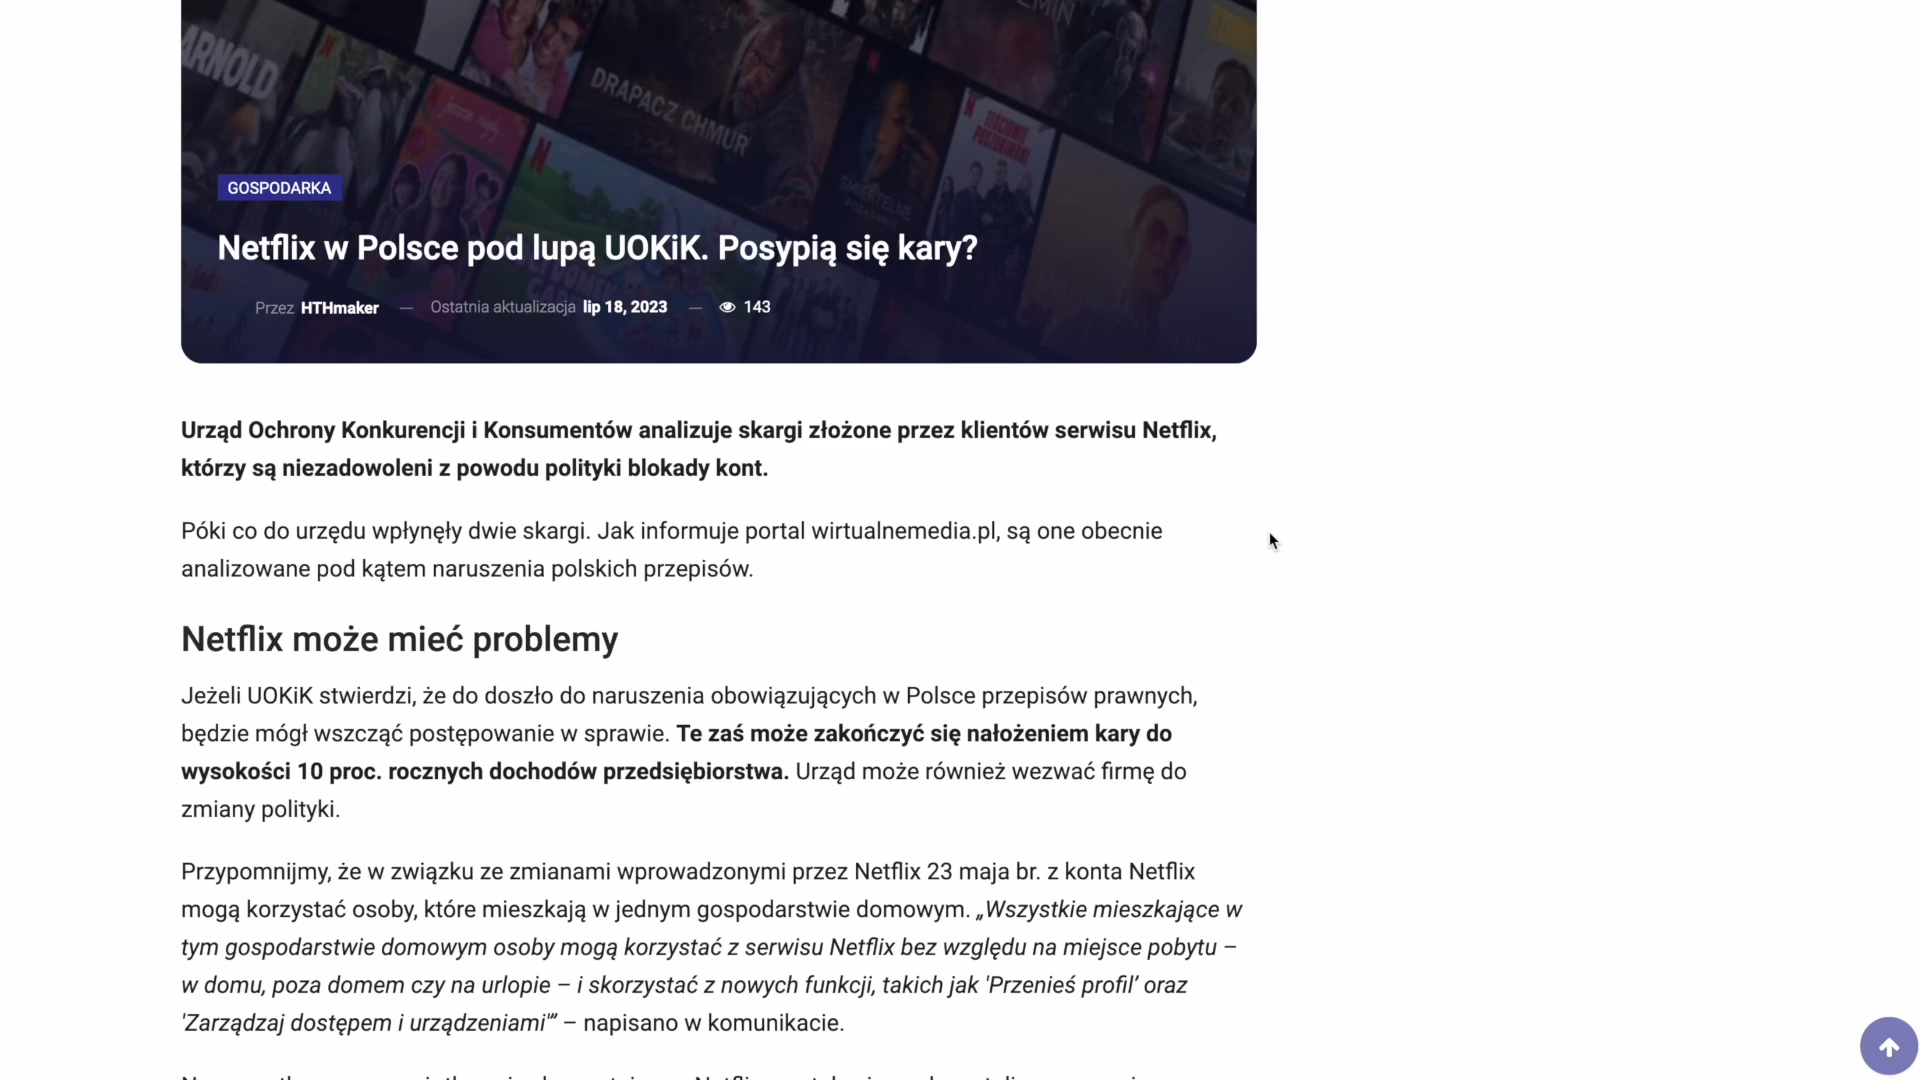 ARNOLD
DRAPACZ CHMUR
GOSPODARKA
Netflix w Polsce pod lupą UOKiK. Posypią się kary?
Przez HTHmaker — Ostatnia aktualizacja lip 18, 2023 — 143
Urząd Ochrony Konkurencji i Konsumentów analizuje skargi złożone przez klientów serwisu Netflix,
którzy są niezadowoleni z powodu polityki blokady kont.
Póki co do urzędu wpłynęły dwie skargi. Jak informuje portal wirtualnemedia.pl, są one obecnie
analizowane pod kątem naruszenia polskich przepisów.
Netflix może mieć problemy
Jeżeli UOKiK stwierdzi, że do doszło do naruszenia obowiązujących w Polsce przepisów prawnych,
będzie mógł wszcząć postępowanie w sprawie. Te zaś może zakończyć się nałożeniem kary do
wysokości 10 proc. rocznych dochodów przedsiębiorstwa. Urząd może również wezwać firmę do
zmiany polityki.
Przypomnijmy, że w związku ze zmianami wprowadzonymi przez Netflix 23 maja br. z konta Netflix
mogą korzystać osoby, które mieszkają w jednym gospodarstwie domowym. „Wszystkie mieszkające w
tym gospodarstwie domowym osoby mogą korzystać z serwisu Netflix bez względu na miejsce pobytu –
w domu, poza domem czy na urlopie – i skorzystać z nowych funkcji, takich jak 'Przenieś profil’ oraz
'Zarządzaj dostępem i urządzeniami'” – napisano w komunikacie.